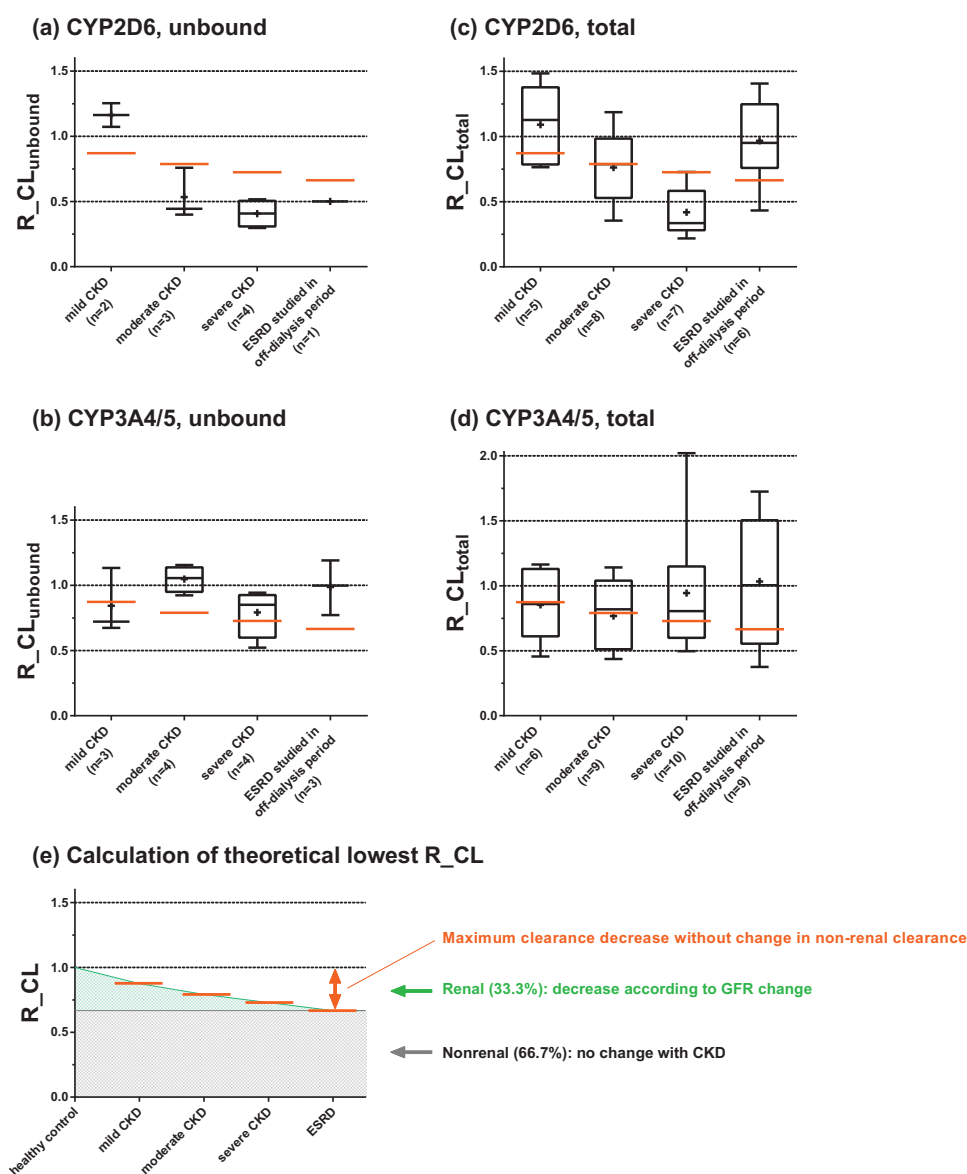 (a) CYP2D6, unbound
R_CLunbound
1.5
1.0
0.5
0.0
mild CKD
(n=2)
moderate CKD
(n=3)
severe CKD
(n=4)
ESRD studied in
off-dialysis period
(n=1)
(c) CYP2D6, total
R_CLtotal
1.5
1.0
0.5
0.0
mild CKD
(n=5)
moderate CKD
(n=8)
severe CKD
(n=7)
ESRD studied in
off-dialysis period
(n=6)
(b) CYP3A4/5, unbound
R_CLunbound
1.5
1.0
0.5
0.0
mild CKD
(n=3)
moderate CKD
(n=4)
severe CKD
(n=4)
ESRD studied in
off-dialysis period
(n=3)
(d) CYP3A4/5, total
R_CLtotal
2.0
1.5
1.0
0.5
0.0
mild CKD
(n=6)
moderate CKD
(n=9)
severe CKD
(n=10)
ESRD studied in
off-dialysis period
(n=9)
(e) Calculation of theoretical lowest R_CL
R_CL
1.5
1.0
0.5
0.0
healthy control
mild CKD
moderate CKD
severe CKD
ESRD
Maximum clearance decrease without change in non-renal clearance
Renal (33.3%): decrease according to GFR change
Nonrenal (66.7%): no change with CKD